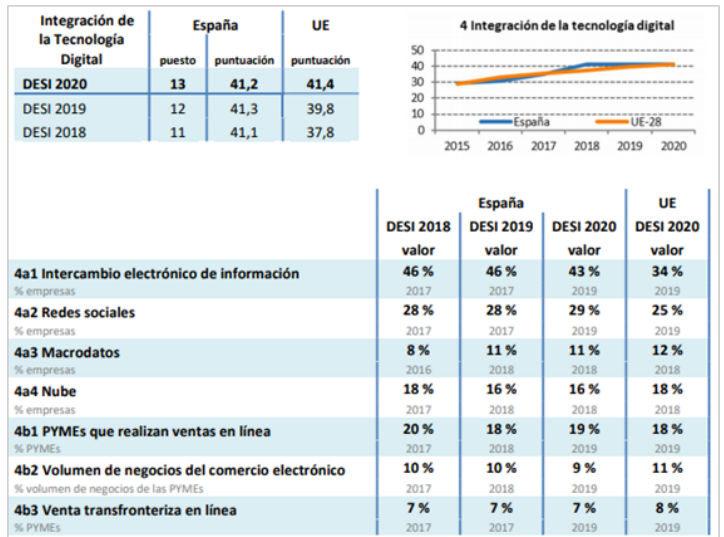 Integración de la Tecnología Digital | España | UE
puesto | puntuación | puntuación
DESI 2020 | 13 | 41,2 | 41,4
DESI 2019 | 12 | 41,3 | 39,8
DESI 2018 | 11 | 41,1 | 37,8
4 Integración de la tecnología digital
50
40
30
20
10
0
España UE-28
2015 2016 2017 2018 2019 2020
España | UE
DESI 2018 | DESI 2019 | DESI 2020 | DESI 2020
valor | valor | valor | valor
4a1 Intercambio electrónico de información | 46 % | 46 % | 43 % | 34 %
% empresas | 2017 | 2017 | 2019 | 2019
4a2 Redes sociales | 28 % | 28 % | 29 % | 25 %
% empresas | 2017 | 2017 | 2019 | 2019
4a3 Macrodatos | 8 % | 11 % | 11 % | 12 %
% empresas | 2016 | 2018 | 2018 | 2018
4a4 Nube | 18 % | 16 % | 16 % | 18 %
% empresas | 2017 | 2018 | 2018 | 2018
4b1 PYMEs que realizan ventas en línea | 20 % | 18 % | 19 % | 18 %
% PYMEs | 2017 | 2018 | 2019 | 2019
4b2 Volumen de negocios del comercio electrónico | 10 % | 10 % | 9 % | 11 %
% volumen de negocios de las PYMEs | 2017 | 2018 | 2019 | 2019
4b3 Venta transfronteriza en línea | 7 % | 7 % | 7 % | 8 %
% PYMEs | 2017 | 2017 | 2019 | 2019